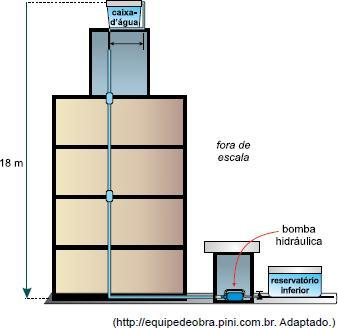 caixa-
d'água
18 m
fora de
escala
bomba
hidráulica
reservatório
inferior
(http://equipedeobra.pini.com.br. Adaptado.)